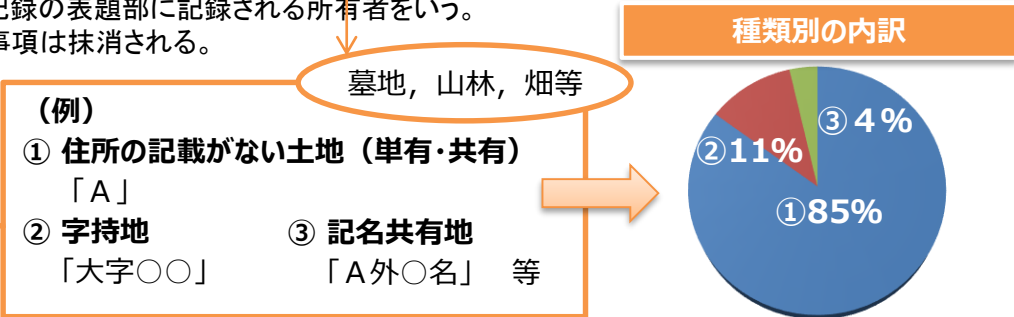 記録の表題部に記録される所有者をいう。
事項は抹消される。
墓地，山林，畑等
（例）
① 住所の記載がない土地（単有・共有）
「Ａ」
② 字持地
「大字○○」
③ 記名共有地
「Ａ外○名」 等
種類別の内訳
③４％
②11%
①85%